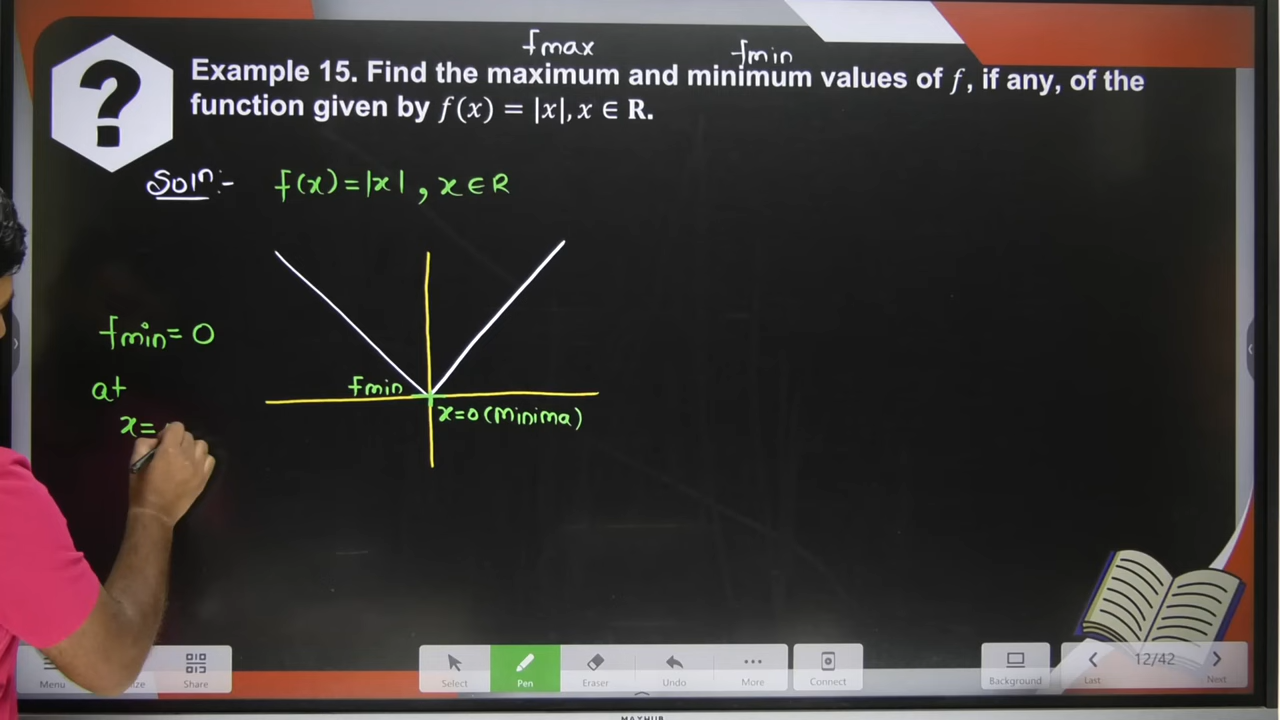 fmax fmin
Example 15. Find the maximum and minimum values of f, if any, of the
function given by f(x) = |x|, x ∈ R.
Soln:- f(x)=|x|, x∈R
fmin=0
at
x=
fmin
x=0 (Minima)
Menu
Share
Select
Pen
Eraser
Undo
More
Connect
Background
Last
12/42
Next
MAXHUB